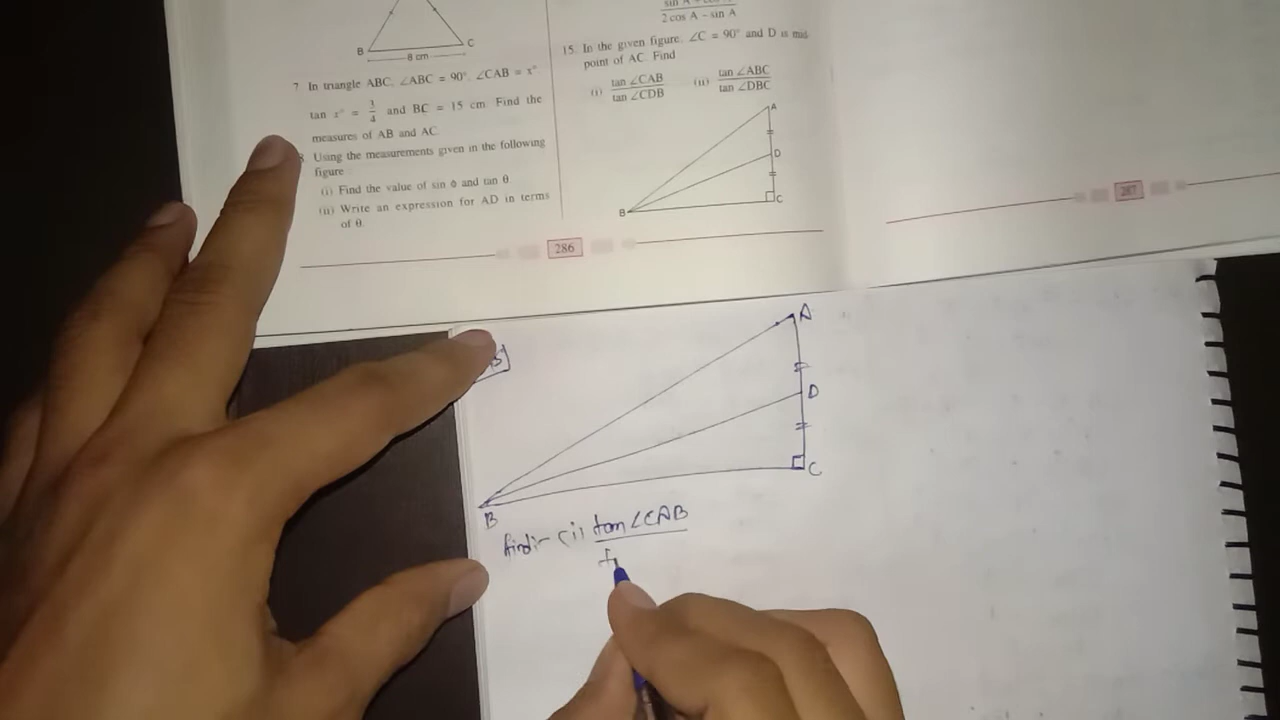 B
C
8 cm
7 In triangle ABC, ∠ABC = 90°, ∠CAB = x°
tan x° = 3/4 and BC = 15 cm. Find the
measures of AB and AC.
8 Using the measurements given in the following
figure
(i) Find the value of sin ϕ and tan θ
(ii) Write an expression for AD in terms
of θ.
286
2 cos A – sin A
15. In the given figure, ∠C = 90° and D is mid
point of AC. Find
(i) tan ∠CAB / tan ∠CDB (ii) tan ∠ABC / tan ∠DBC
A
D
C
B
287
A
D
C
B
find:- (i) tan ∠CAB